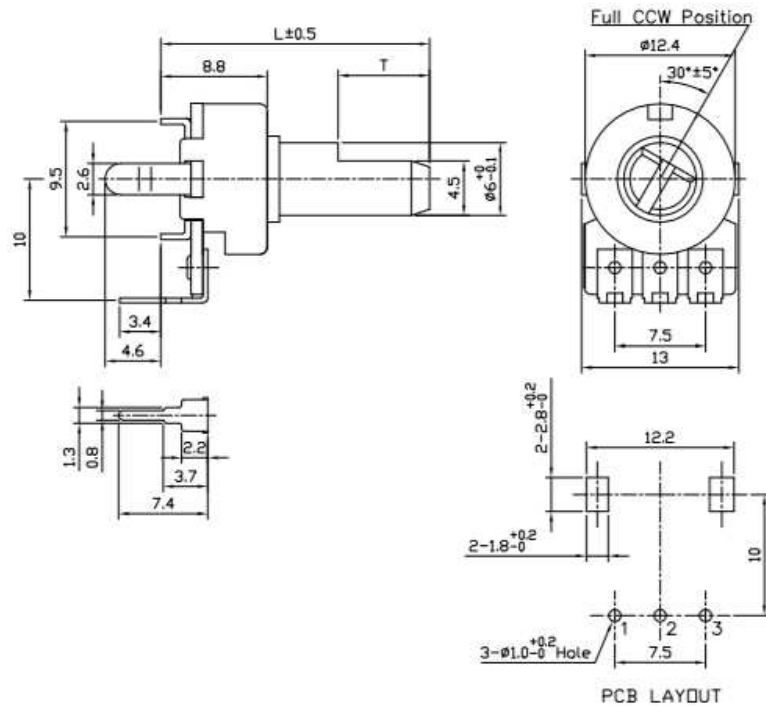 Full CCW Position
L±0.5
ø12.4
8.8
T
30°±5°
9.5
2.6
4.5
ø6+0-0.1
10
3.4
4.6
7.5
13
1.3
0.8
2.2
3.7
7.4
12.2
2-2.8+0.2-0
2-1.8+0.2-0
10
1 2 3
3-ø1.0+0.2-0 Hole
7.5
PCB LAYOUT